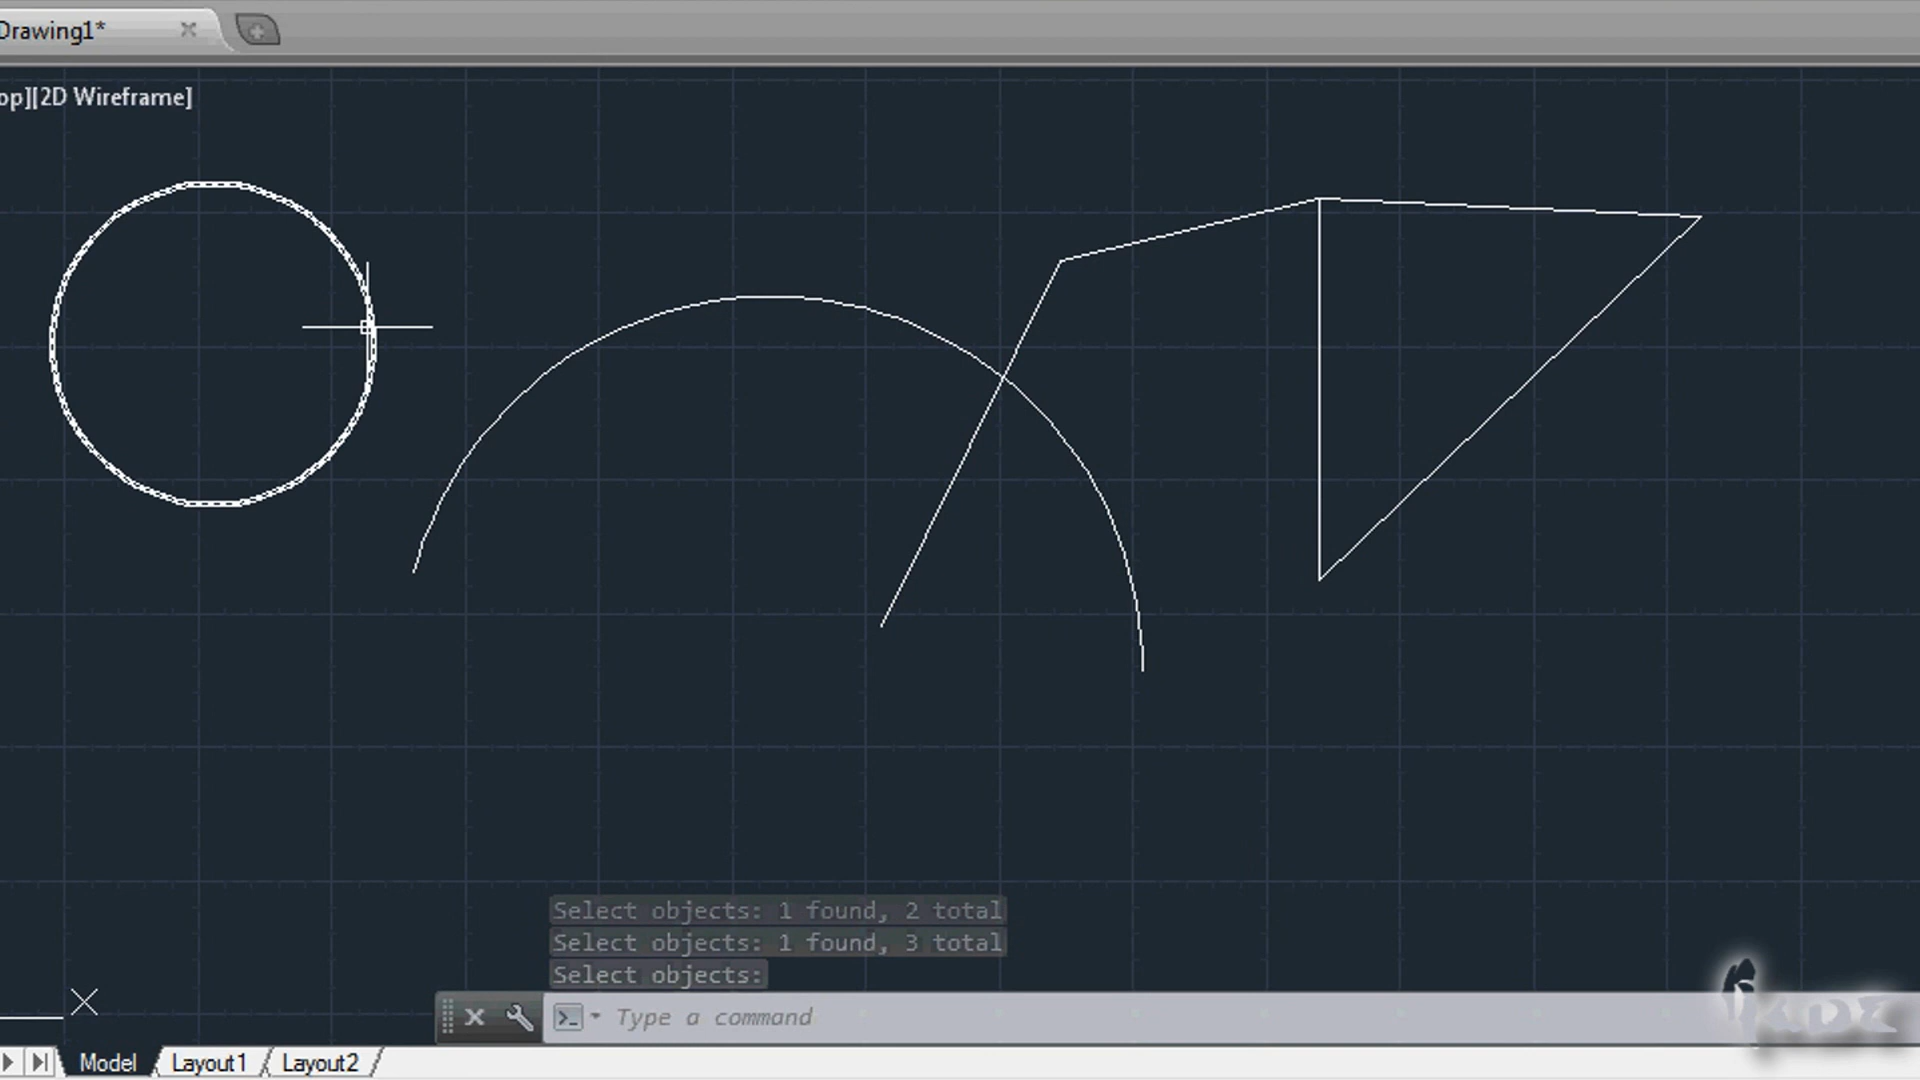 Drawing1*
op][2D Wireframe]
Select objects: 1 found, 2 total
Select objects: 1 found, 3 total
Select objects:
Type a command
Model
Layout1
Layout2